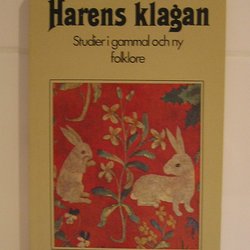 Harens klagan
Studier i gammal och ny
folklore